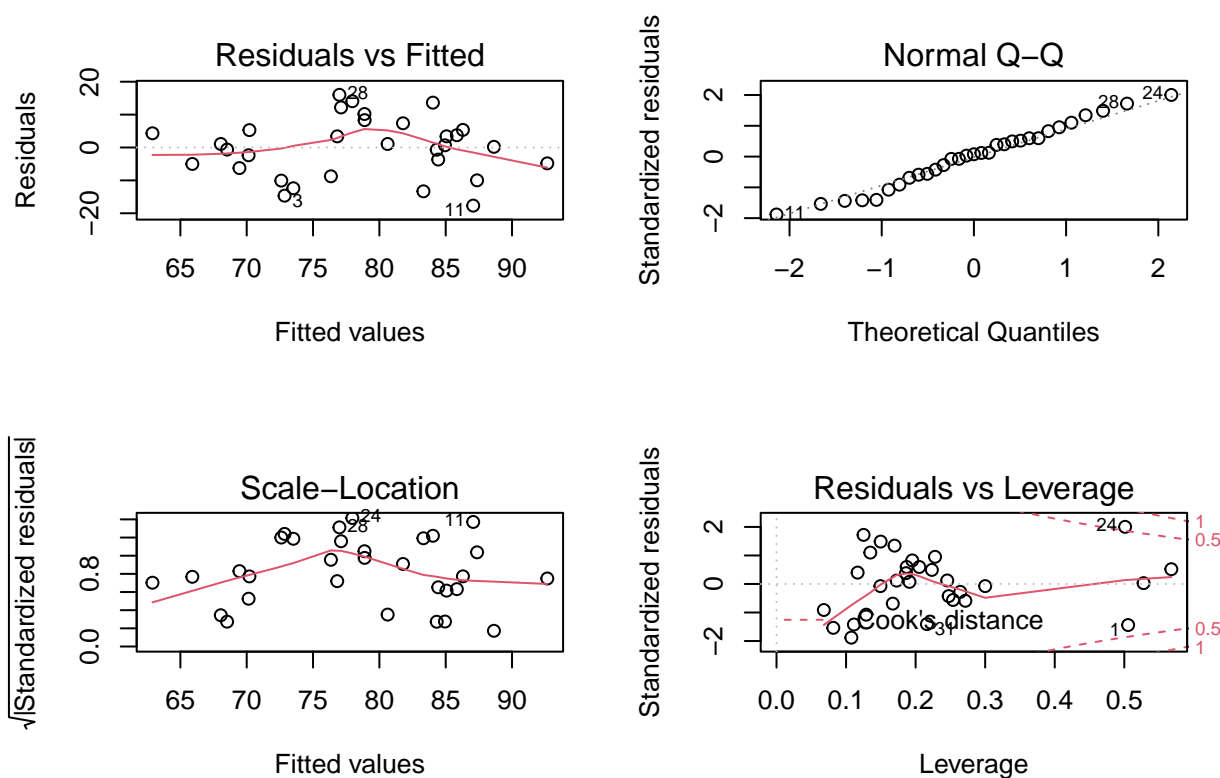 Residuals vs Fitted
Residuals
20
0
−20
28
3
11
65 70 75 80 85 90
Fitted values
Normal Q−Q
Standardized residuals
2
0
−2
28
24
11
−2 −1 0 1 2
Theoretical Quantiles
Scale−Location
√|Standardized residuals|
0.8
0.0
24
28
11
65 70 75 80 85 90
Fitted values
Residuals vs Leverage
Standardized residuals
2
0
−2
24
31
1
Cook's distance
1
0.5
0.5
1
0.0 0.1 0.2 0.3 0.4 0.5
Leverage